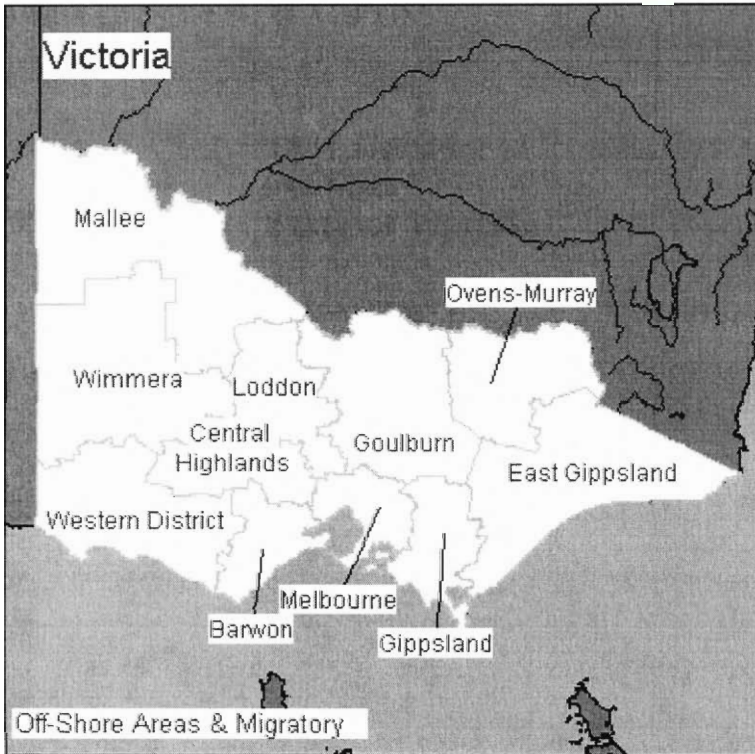 Victoria
Mallee
Ovens-Murray
Wimmera
Loddon
Central
Highlands
Goulburn
East Gippsland
Western District
Melbourne
Barwon
Gippsland
Off-Shore Areas & Migratory